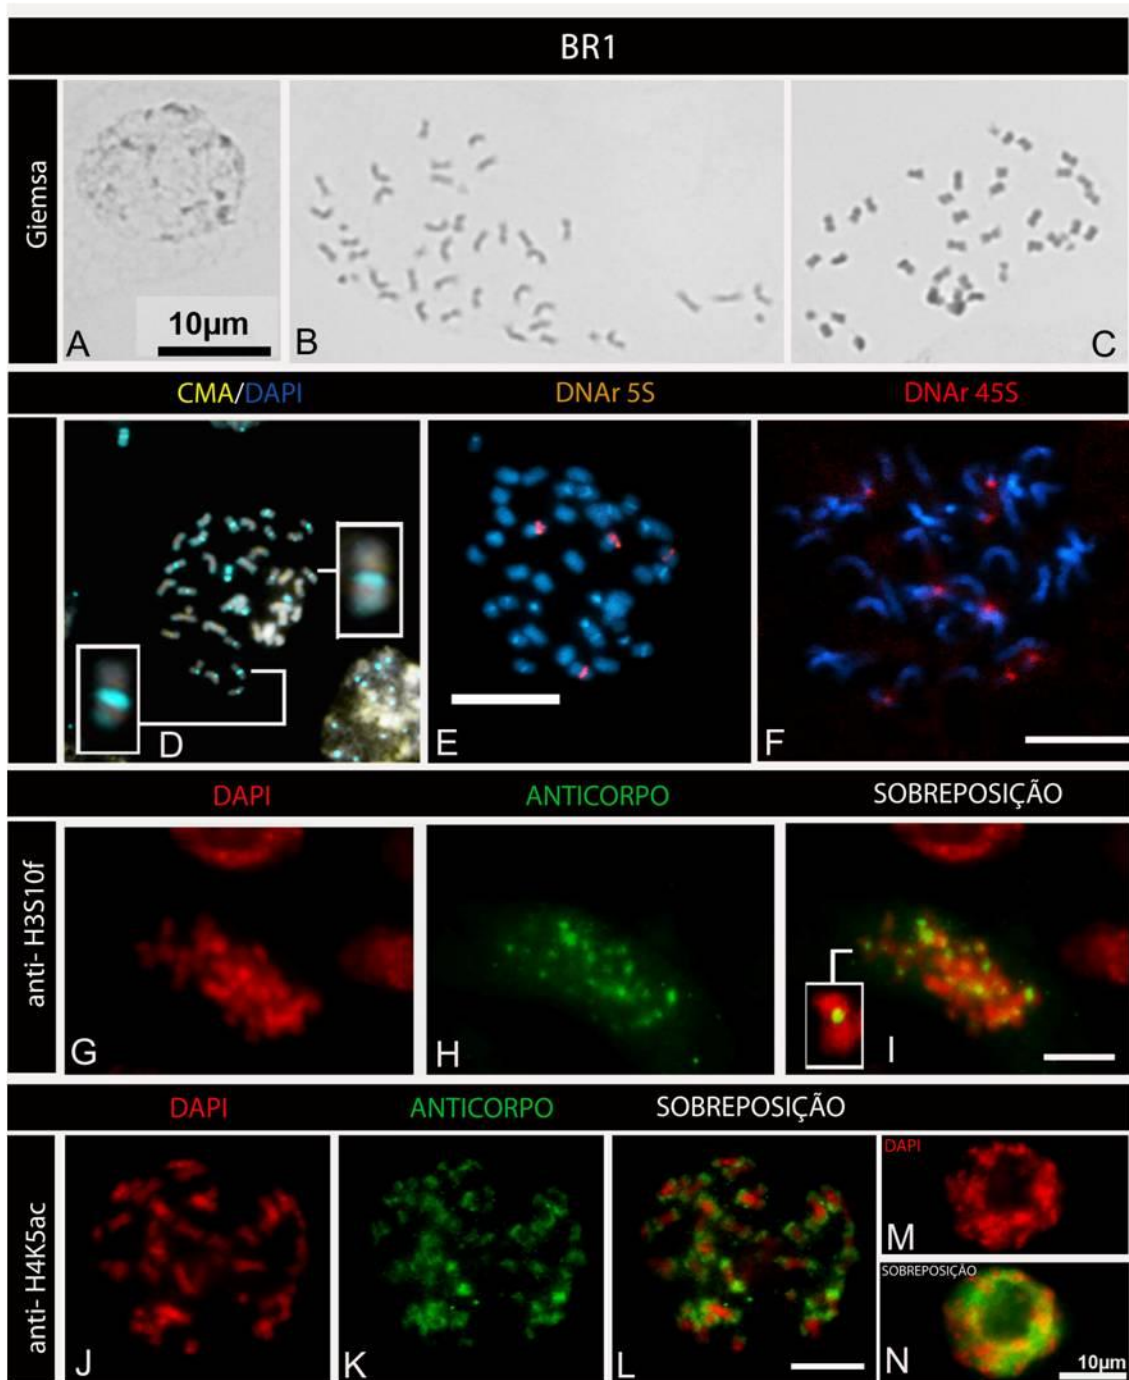 BR1
Giemsa
A
10µm
B
C
CMA/DAPI
DNAr 5S
DNAr 45S
D
E
F
DAPI
ANTICORPO
SOBREPOSIÇÃO
anti- H3S10f
G
H
I
DAPI
ANTICORPO
SOBREPOSIÇÃO
anti- H4K5ac
J
K
L
DAPI
M
SOBREPOSIÇÃO
N
10µm